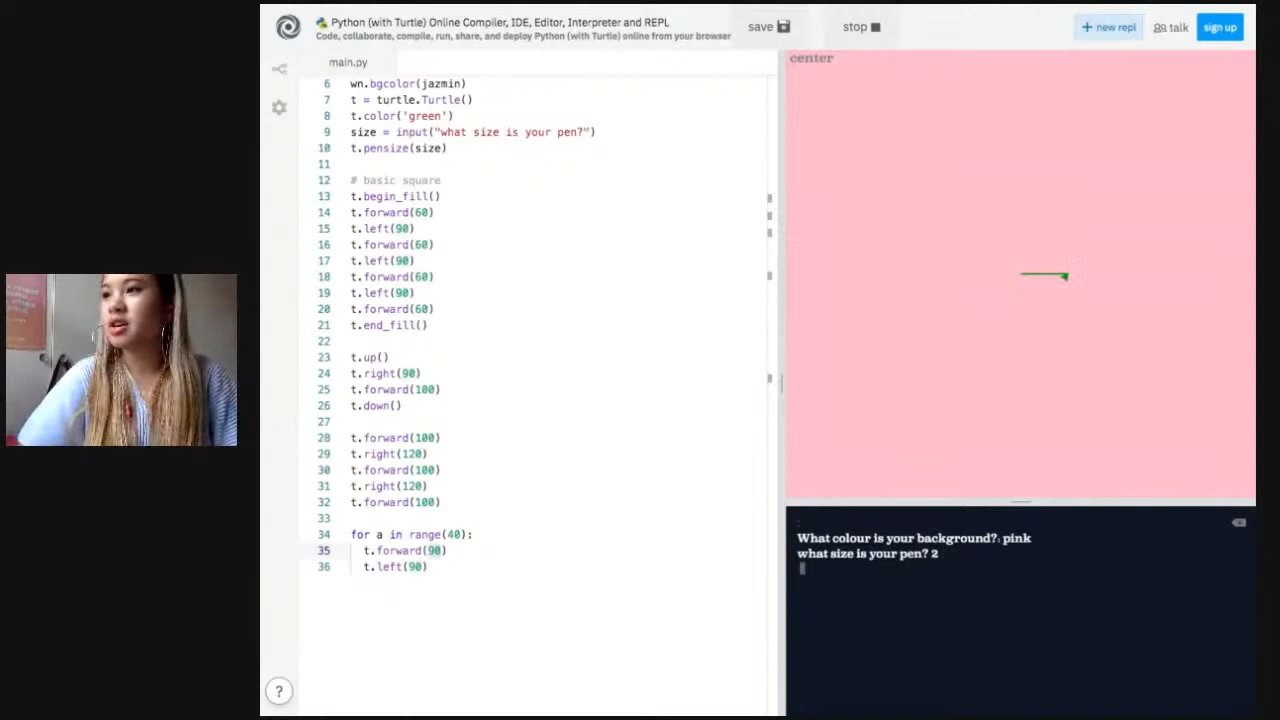 Python (with Turtle) Online Compiler, IDE, Editor, Interpreter and REPL
Code, collaborate, compile, run, share, and deploy Python (with Turtle) online from your browser
save
stop
+ new repl
talk
sign up
main.py
6 wn.bgcolor(jazmin)
7 t = turtle.Turtle()
8 t.color('green')
9 size = input("what size is your pen?")
10 t.pensize(size)
11
12 # basic square
13 t.begin_fill()
14 t.forward(60)
15 t.left(90)
16 t.forward(60)
17 t.left(90)
18 t.forward(60)
19 t.left(90)
20 t.forward(60)
21 t.end_fill()
22
23 t.up()
24 t.right(90)
25 t.forward(100)
26 t.down()
27
28 t.forward(100)
29 t.right(120)
30 t.forward(100)
31 t.right(120)
32 t.forward(100)
33
34 for a in range(40):
35 t.forward(90)
36 t.left(90)
?
center
:
What colour is your background?: pink
what size is your pen? 2